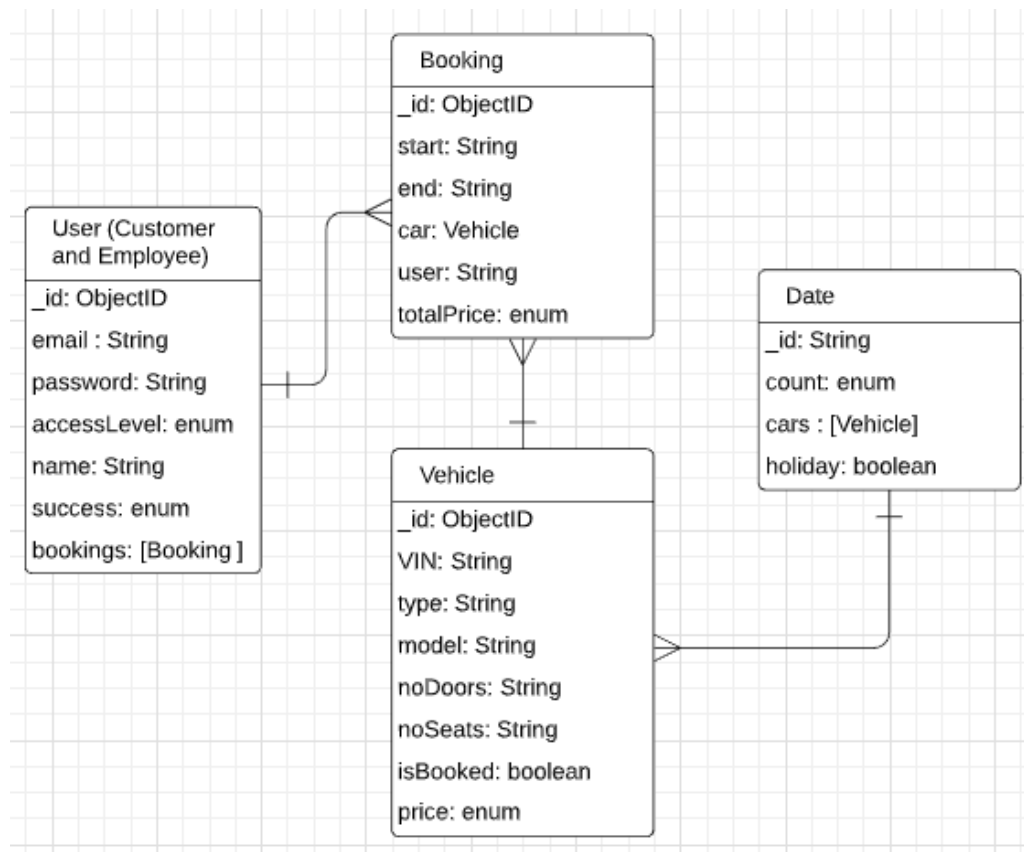 Booking
_id: ObjectID
start: String
end: String
car: Vehicle
user: String
totalPrice: enum
User (Customer
and Employee)
_id: ObjectID
email : String
password: String
accessLevel: enum
name: String
success: enum
bookings: [Booking ]
Date
_id: String
count: enum
cars : [Vehicle]
holiday: boolean
Vehicle
_id: ObjectID
VIN: String
type: String
model: String
noDoors: String
noSeats: String
isBooked: boolean
price: enum